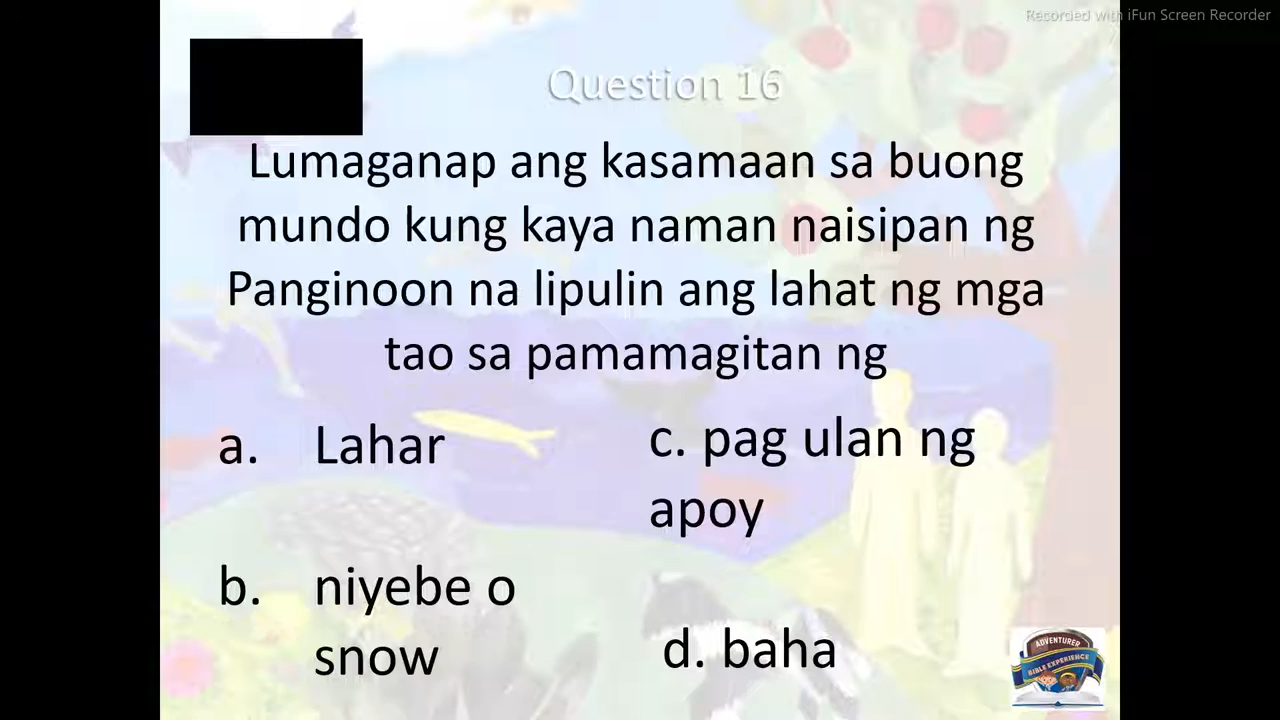 Recorded with iFun Screen Recorder
Question 16
Lumaganap ang kasamaan sa buong
mundo kung kaya naman naisipan ng
Panginoon na lipulin ang lahat ng mga
tao sa pamamagitan ng
a. Lahar
b. niyebe o
snow
c. pag ulan ng
apoy
d. baha
ADVENTURER
BIBLE EXPERIENCE